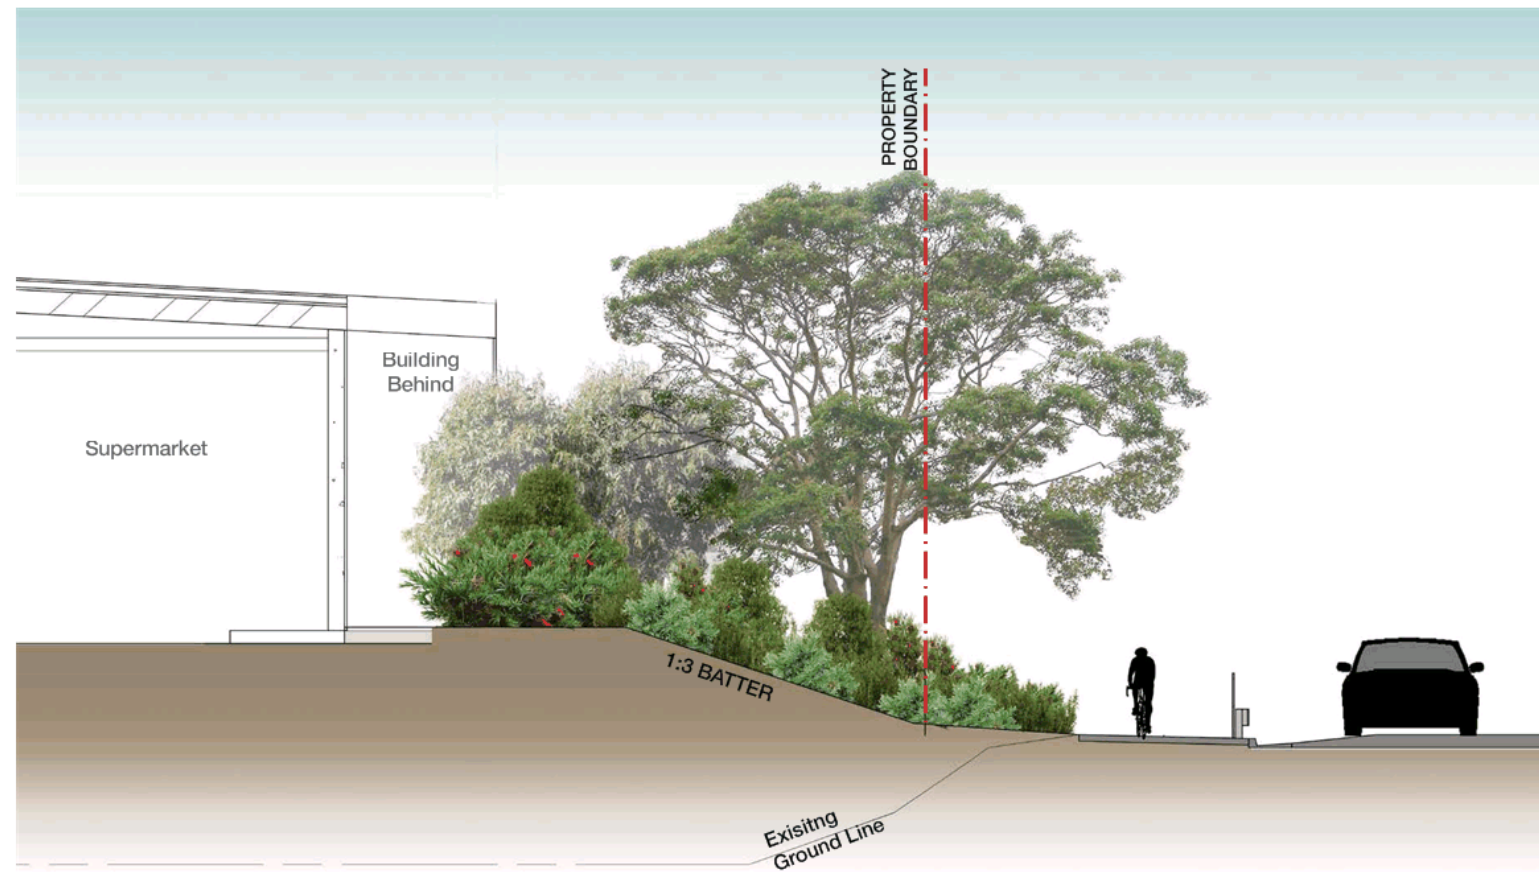 PROPERTY
BOUNDARY
Building
Behind
Supermarket
1:3 BATTER
Exisitng
Ground Line